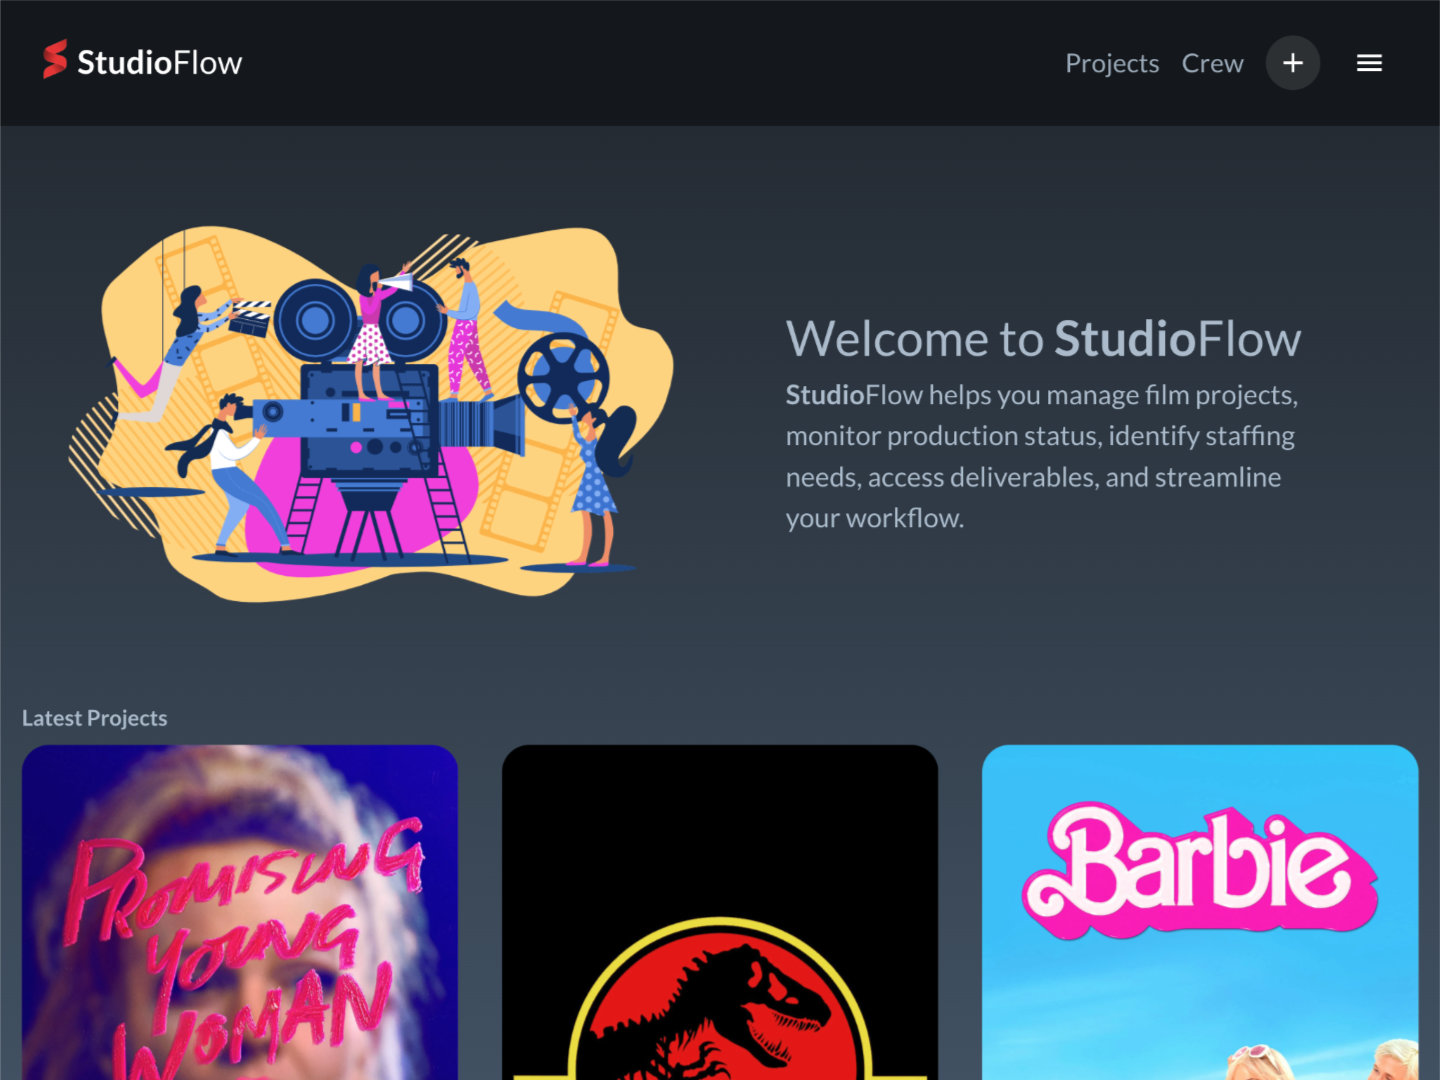 StudioFlow
Projects
Crew
Welcome to StudioFlow
StudioFlow helps you manage film projects,
monitor production status, identify staffing
needs, access deliverables, and streamline
your workflow.
Latest Projects
PROMISING
YOUNG
WOMAN
Barbie